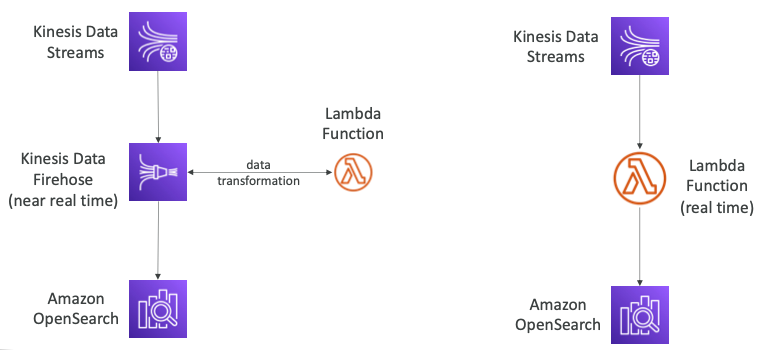 Kinesis Data
Streams
Lambda
Function
Kinesis Data
Firehose
(near real time)
data
transformation
Amazon
OpenSearch
Kinesis Data
Streams
Lambda
Function
(real time)
Amazon
OpenSearch